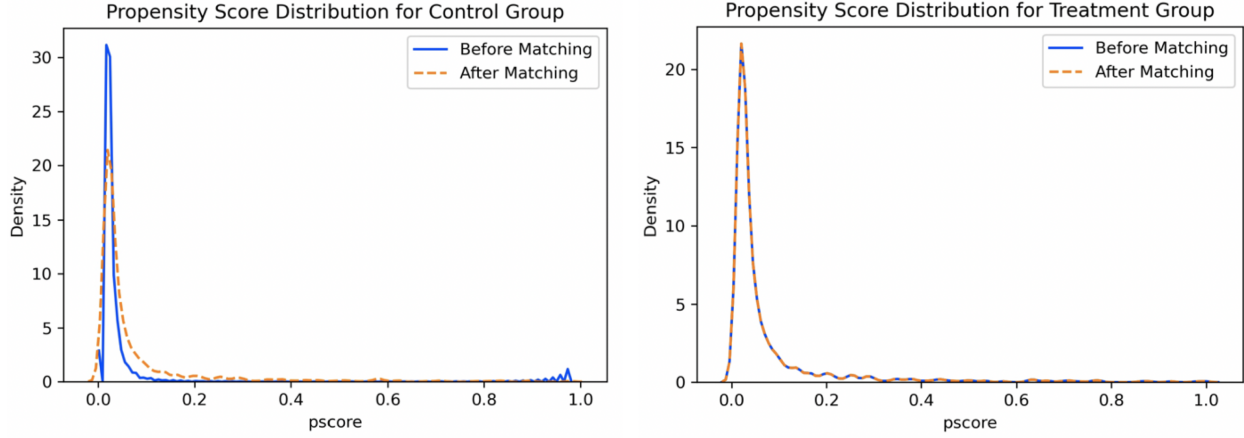 Propensity Score Distribution for Control Group
Before Matching
After Matching
30
25
20
15
10
5
0
Density
0.0 0.2 0.4 0.6 0.8 1.0
pscore
Propensity Score Distribution for Treatment Group
Before Matching
After Matching
20
15
10
5
0
Density
0.0 0.2 0.4 0.6 0.8 1.0
pscore